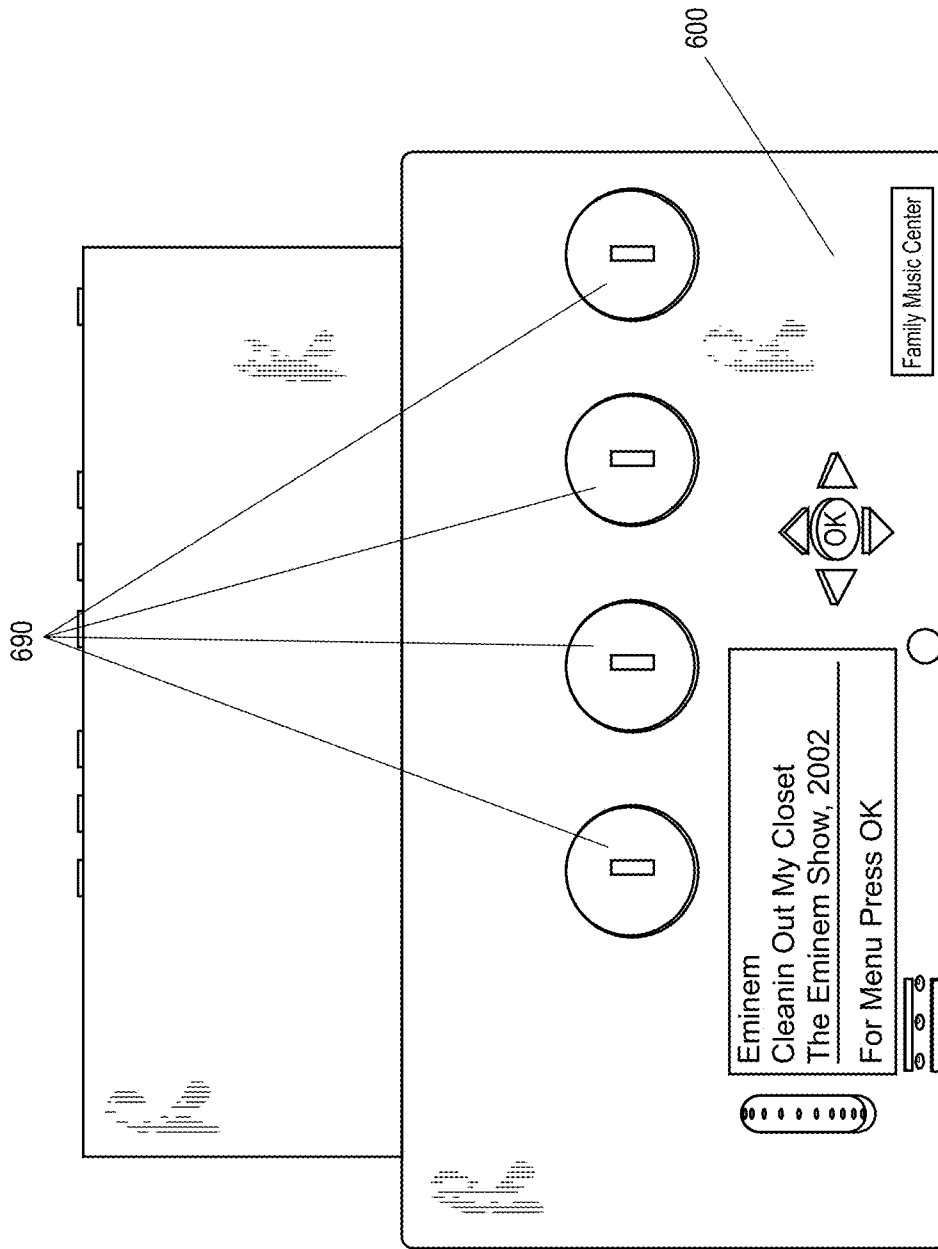 690
600
Eminem
Cleanin Out My Closet
The Eminem Show, 2002
For Menu Press OK
OK
Family Music Center